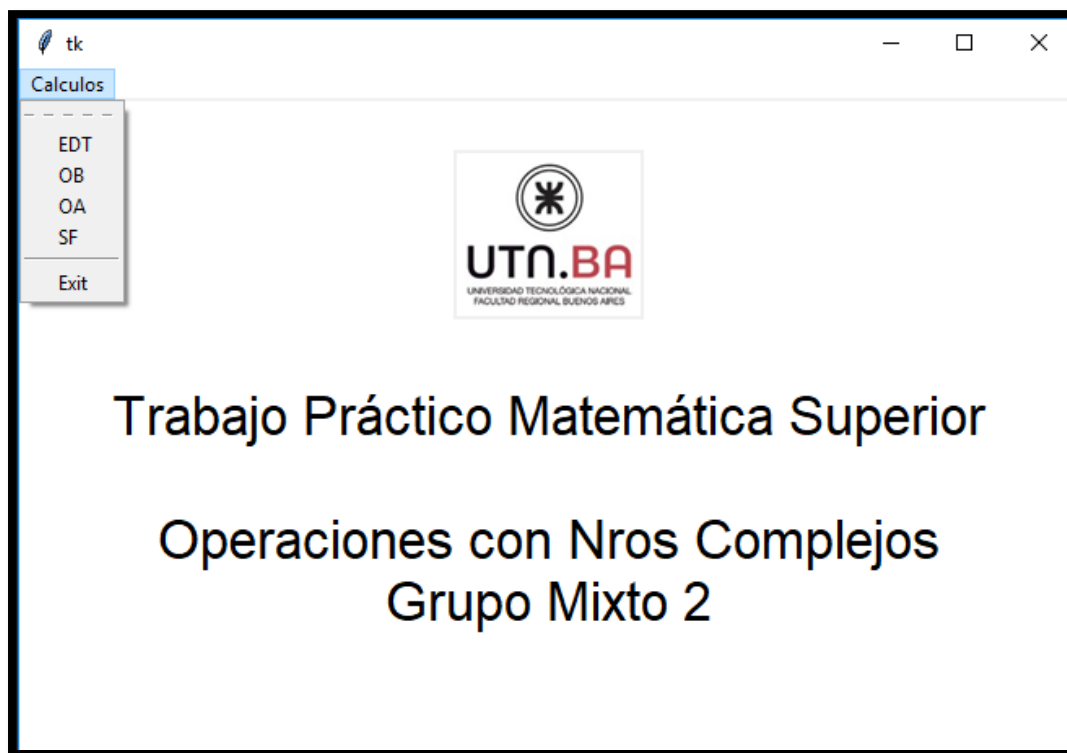 tk
Calculos
EDT
OB
OA
SF
Exit
UTN.BA
UNIVERSIDAD TECNOLÓGICA NACIONAL
FACULTAD REGIONAL BUENOS AIRES
Trabajo Práctico Matemática Superior
Operaciones con Nros Complejos
Grupo Mixto 2